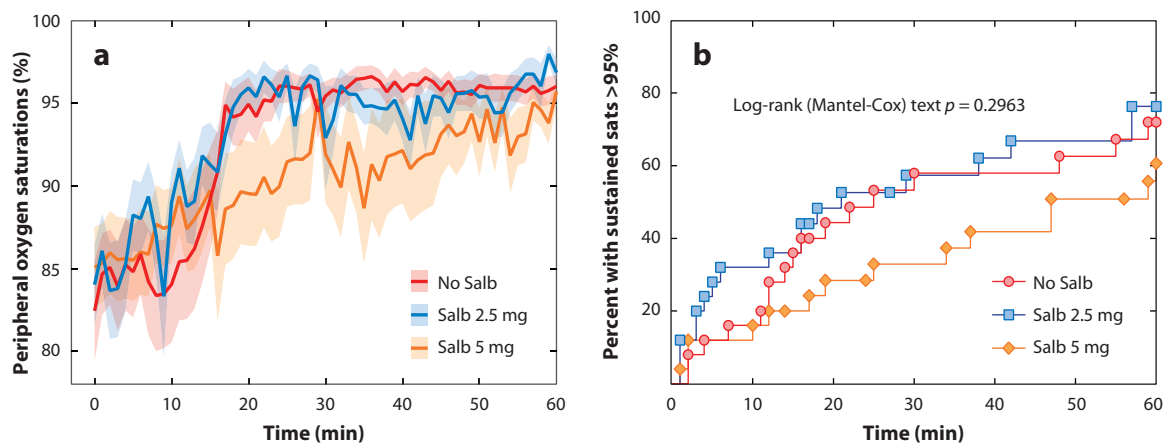 a
Peripheral oxygen saturations (%)
100
95
90
85
80
0
10
20
30
40
50
60
Time (min)
No Salb
Salb 2.5 mg
Salb 5 mg
b
Percent with sustained sats >95%
100
80
60
40
20
0
10
20
30
40
50
60
Time (min)
Log-rank (Mantel-Cox) text p = 0.2963
No Salb
Salb 2.5 mg
Salb 5 mg